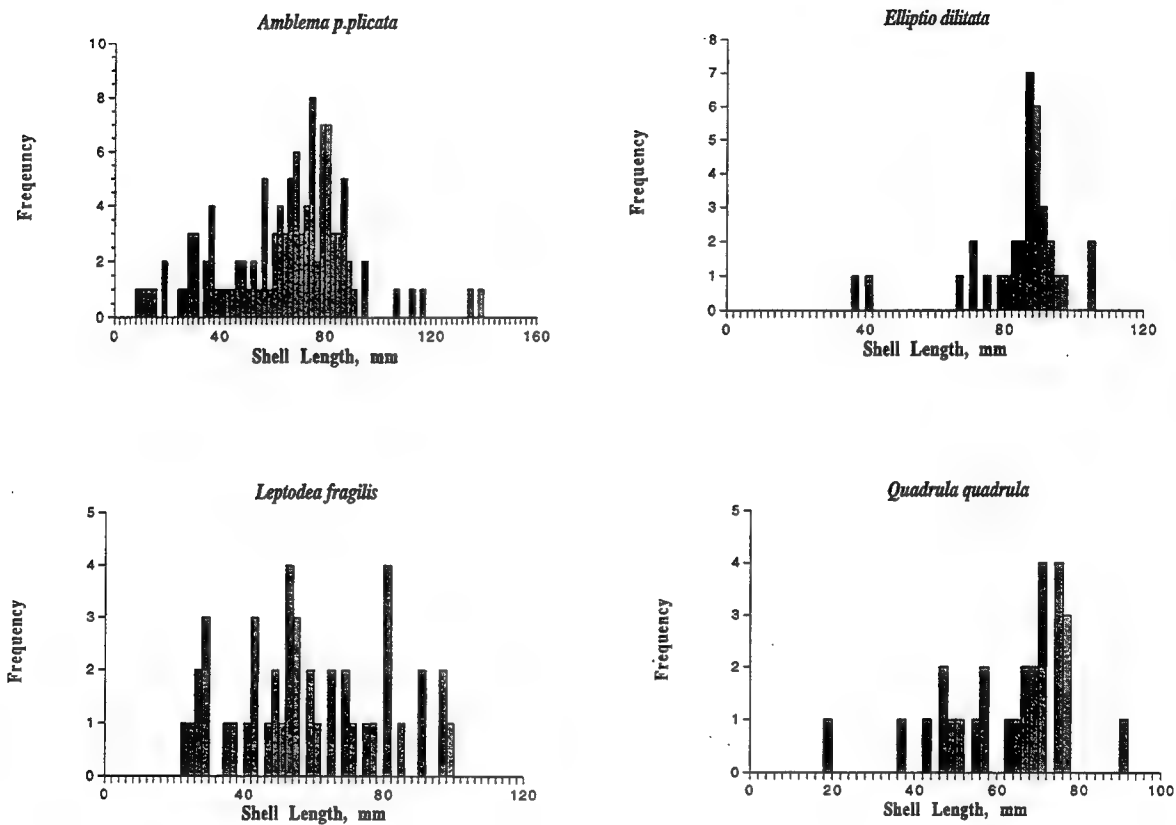 Amblema p.plicata
10
8
6
4
2
0
Freqeuncy
0 40 80 120 160
Shell Length, mm
Elliptio dilitata
8
7
6
5
4
3
2
1
0
Frequency
0 40 80 120
Shell Length, mm
Leptodea fragilis
5
4
3
2
1
0
Frequency
0 40 80 120
Shell Length, mm
Quadrula quadrula
5
4
3
2
1
0
Frequency
0 20 40 60 80 100
Shell Length, mm